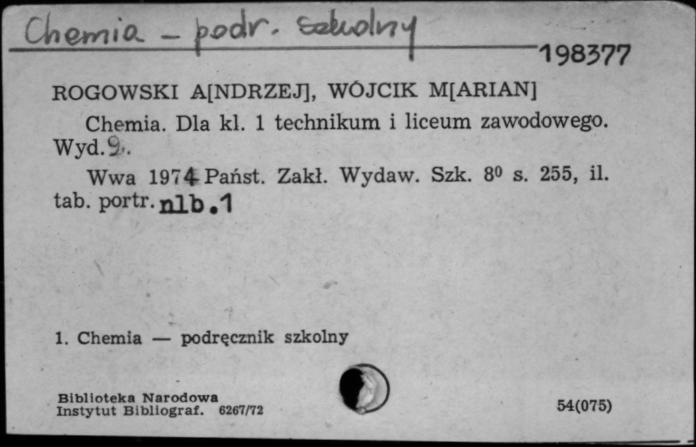 Chemia – podr. szkolny
198377
ROGOWSKI A[NDRZEJ], WÓJCIK M[ARIAN]
Chemia. Dla kl. 1 technikum i liceum zawodowego.
Wyd. 9.
Wwa 1974 Państ. Zakł. Wydaw. Szk. 8⁰ s. 255, il.
tab. portr. nlb.1
1. Chemia — podręcznik szkolny
Biblioteka Narodowa
Instytut Bibliograf. 6267/72
54(075)